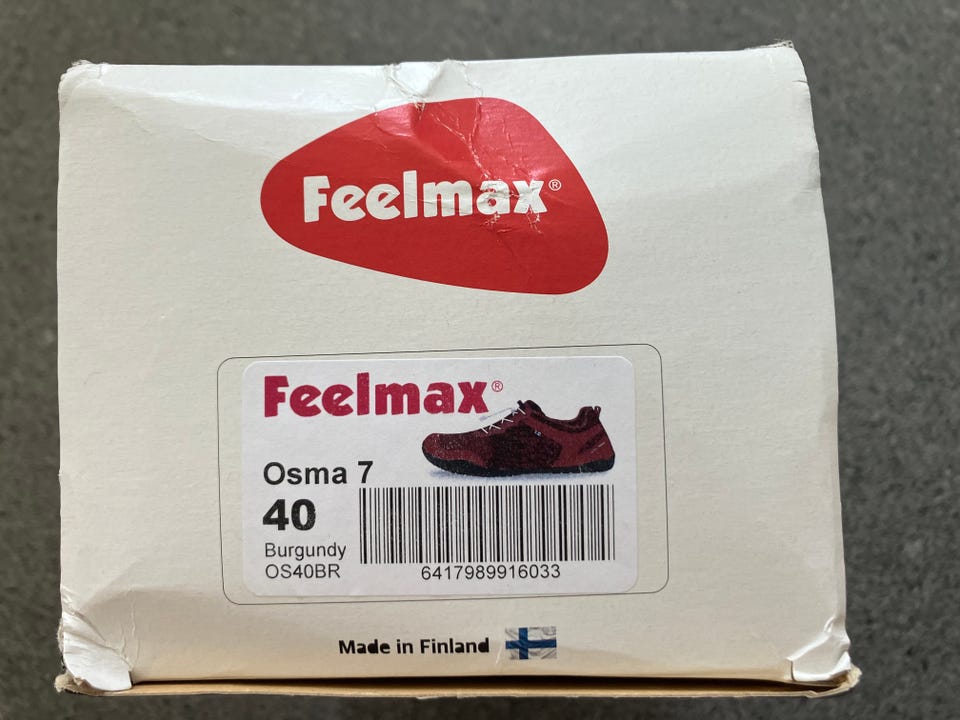 Feelmax®
Feelmax®
Osma 7
40
Burgundy
OS40BR
6417989916033
Made in Finland